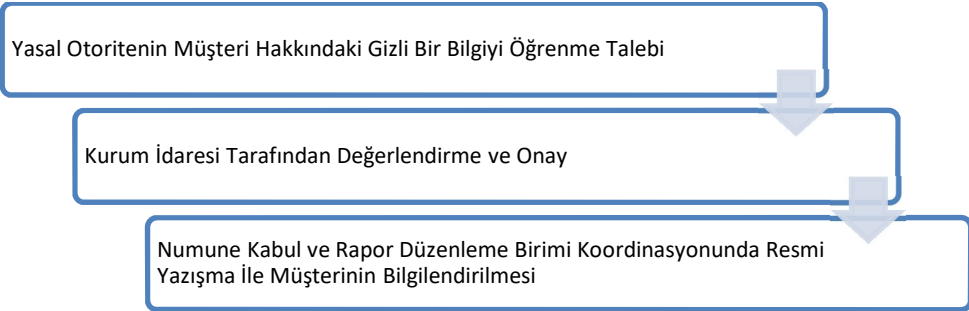 Yasal Otoritenin Müşteri Hakkındaki Gizli Bir Bilgiyi Öğrenme Talebi
Kurum İdaresi Tarafından Değerlendirme ve Onay
Numune Kabul ve Rapor Düzenleme Birimi Koordinasyonunda Resmi
Yazışma İle Müşterinin Bilgilendirilmesi